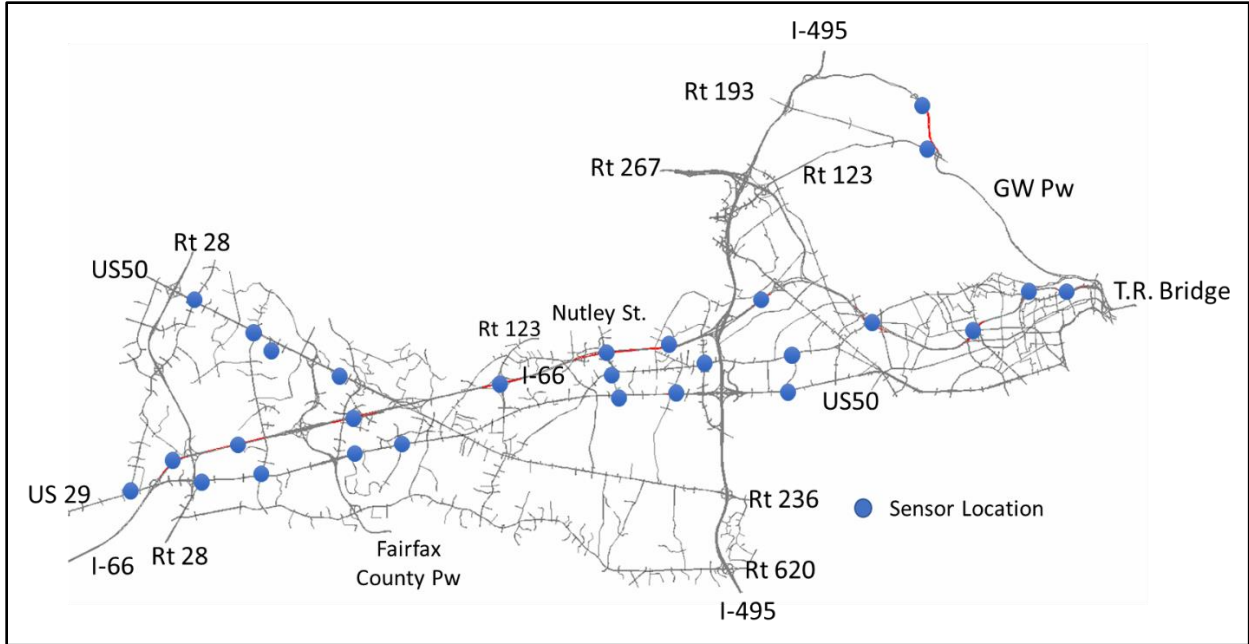 I-495
Rt 193
Rt 267
Rt 123
GW Pw
Rt 28
US50
T.R. Bridge
Nutley St.
Rt 123
I-66
US50
US 29
Rt 236
Sensor Location
I-66
Rt 28
Fairfax
County Pw
Rt 620
I-495